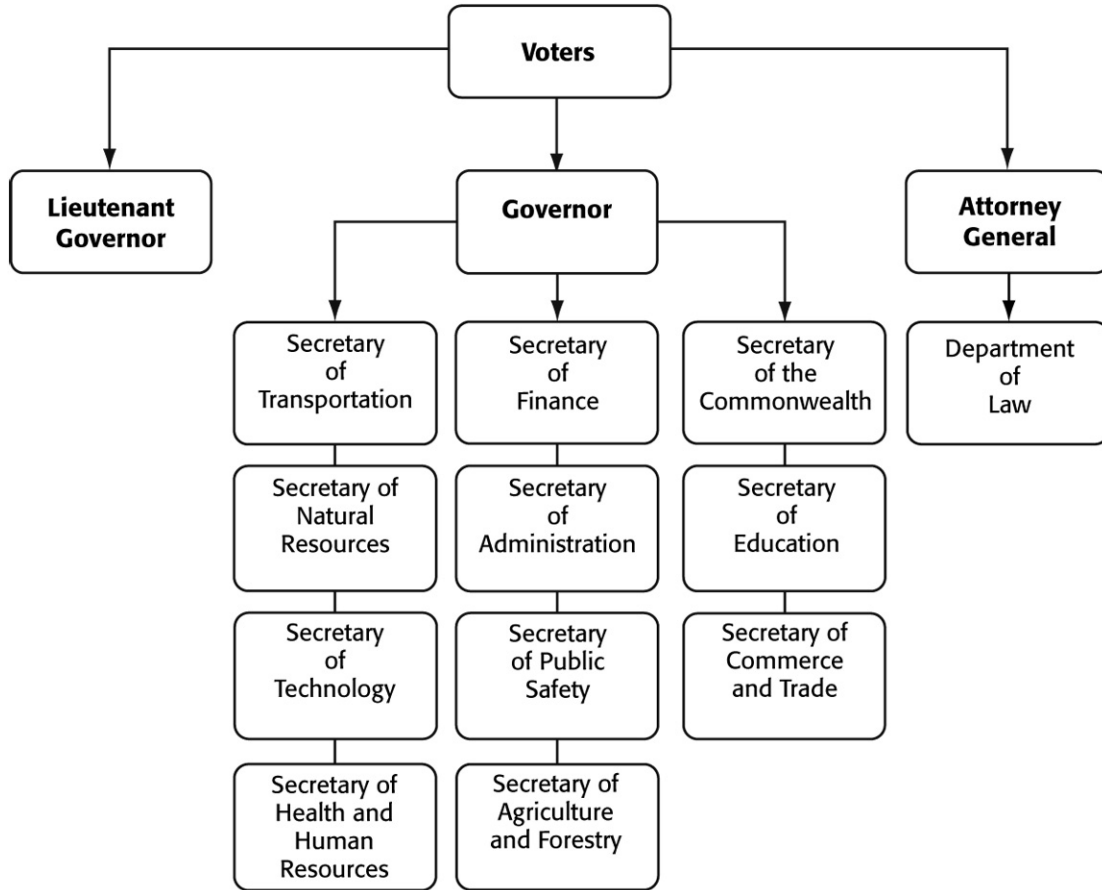 Voters
Lieutenant
Governor
Governor
Attorney
General
Secretary
of
Transportation
Secretary
of
Finance
Secretary
of the
Commonwealth
Department
of
Law
Secretary of
Natural
Resources
Secretary
of
Administration
Secretary
of
Education
Secretary
of
Technology
Secretary
of Public
Safety
Secretary of
Commerce
and Trade
Secretary of
Health and
Human
Resources
Secretary of
Agriculture
and Forestry